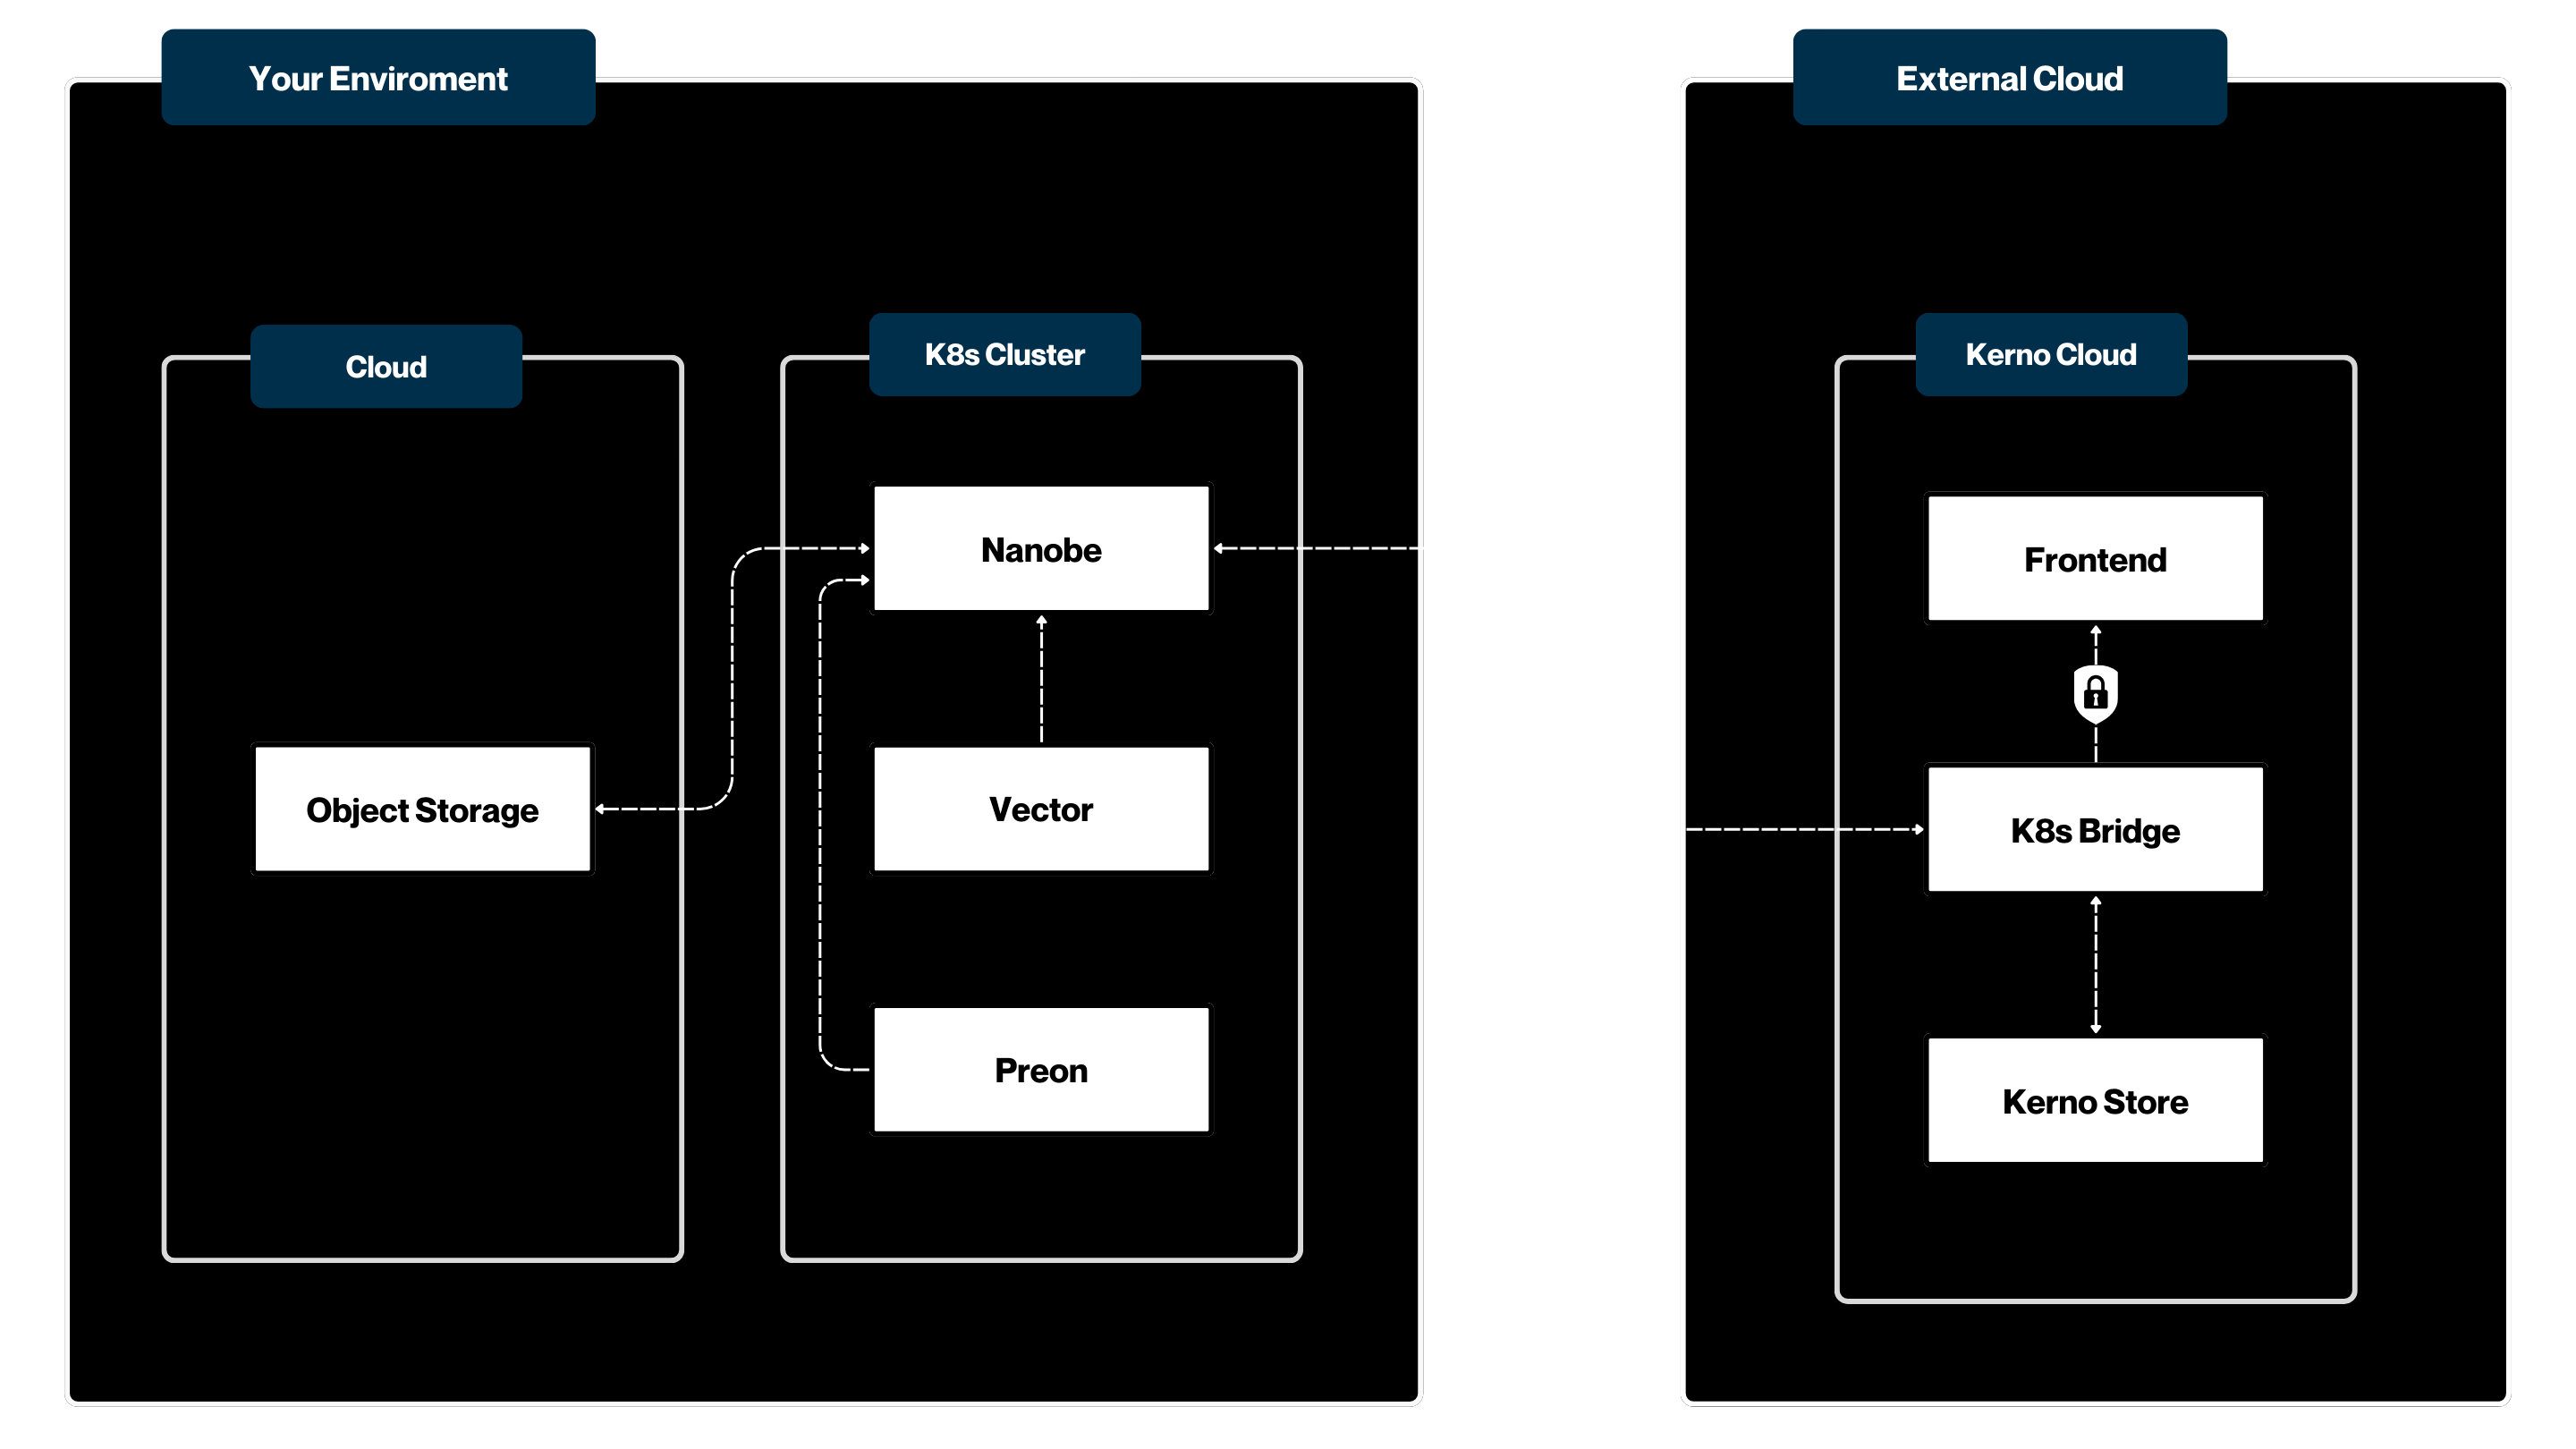 Your Enviroment
External Cloud
Cloud
K8s Cluster
Kerno Cloud
Nanobe
Frontend
Object Storage
Vector
K8s Bridge
Preon
Kerno Store